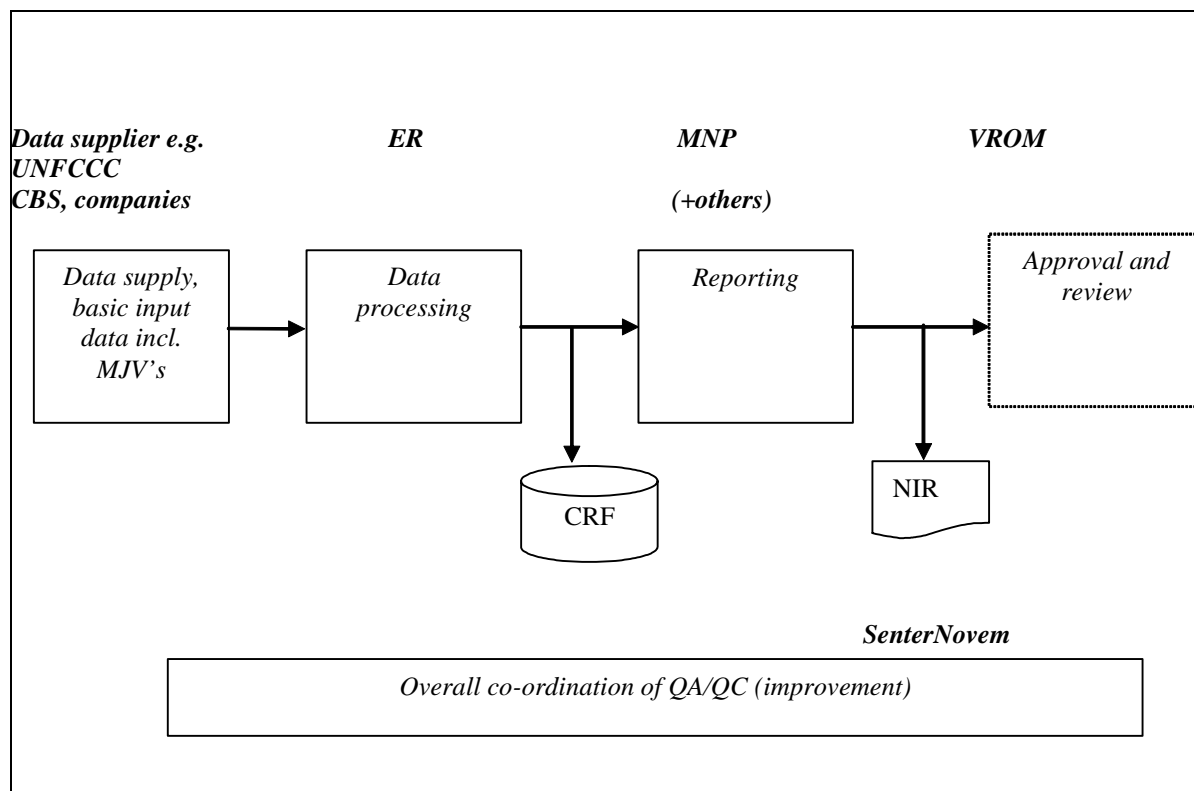 Data supplier e.g.
UNFCCC
CBS, companies
ER
MNP
(+others)
VROM
Data supply,
basic input
data incl.
MJV's
Data
processing
Reporting
Approval and
review
CRF
NIR
SenterNovem
Overall co-ordination of QA/QC (improvement)